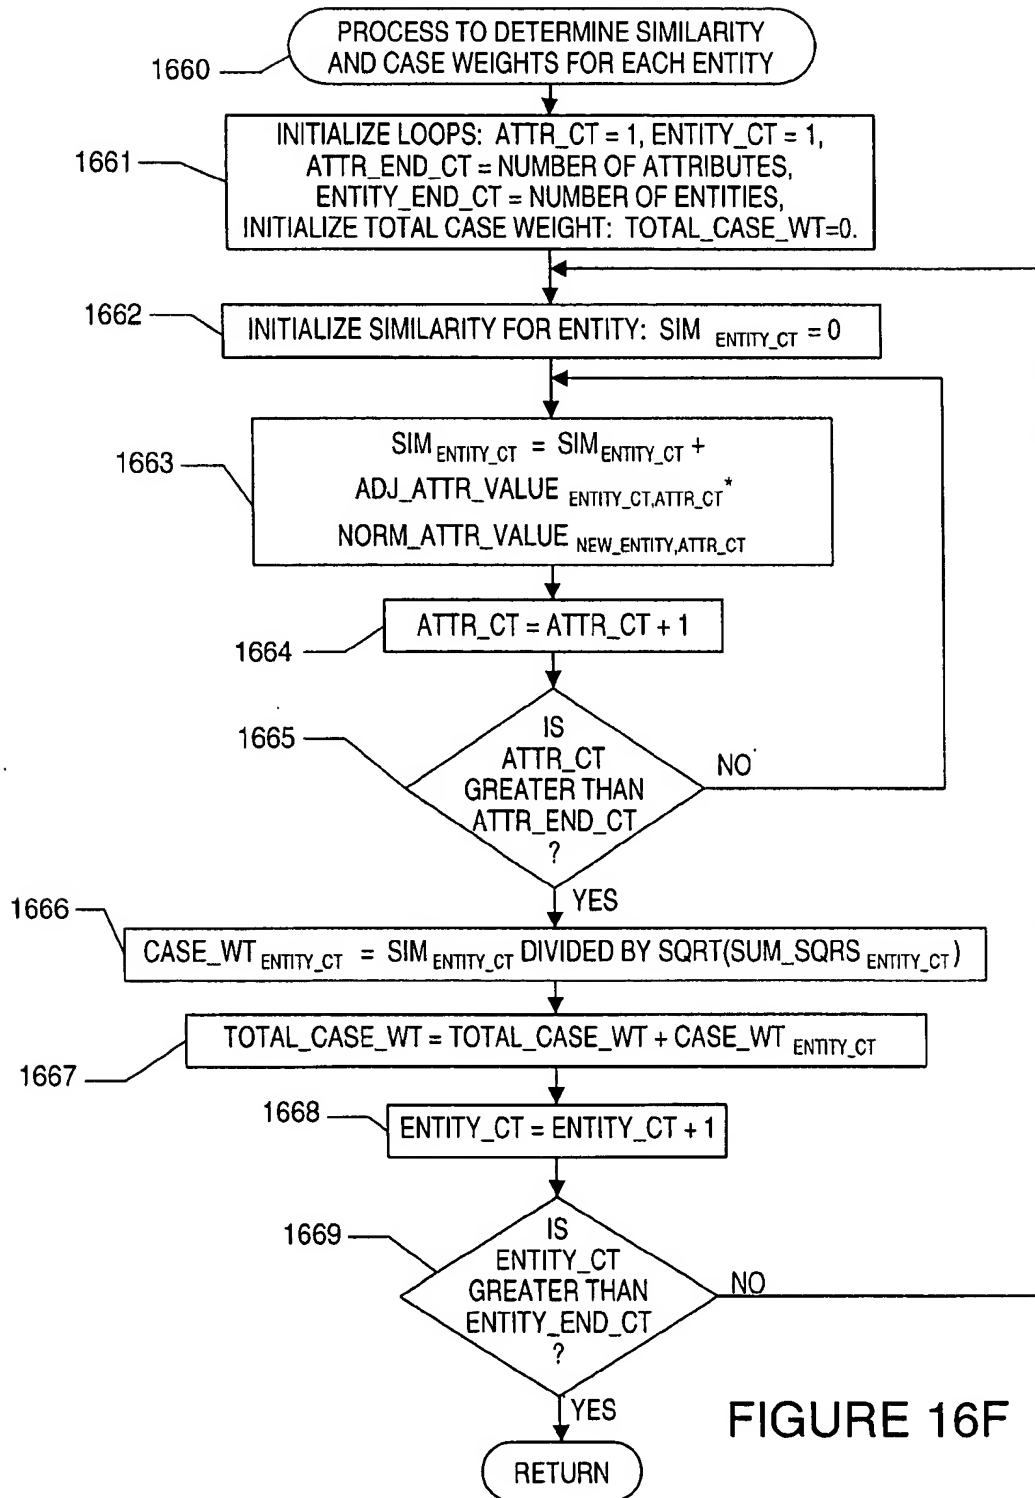 PROCESS TO DETERMINE SIMILARITY
AND CASE WEIGHTS FOR EACH ENTITY
1660
INITIALIZE LOOPS: ATTR_CT = 1, ENTITY_CT = 1,
ATTR_END_CT = NUMBER OF ATTRIBUTES,
ENTITY_END_CT = NUMBER OF ENTITIES,
INITIALIZE TOTAL CASE WEIGHT: TOTAL_CASE_WT=0.
1661
1662
INITIALIZE SIMILARITY FOR ENTITY: SIM ENTITY_CT = 0
1663
SIM ENTITY_CT = SIM ENTITY_CT +
ADJ_ATTR_VALUE ENTITY_CT,ATTR_CT *
NORM_ATTR_VALUE NEW_ENTITY,ATTR_CT
1664
ATTR_CT = ATTR_CT + 1
1665
IS
ATTR_CT
GREATER THAN
ATTR_END_CT
?
NO
YES
1666
CASE_WT ENTITY_CT = SIM ENTITY_CT DIVIDED BY SQRT(SUM_SQRS ENTITY_CT)
1667
TOTAL_CASE_WT = TOTAL_CASE_WT + CASE_WT ENTITY_CT
1668
ENTITY_CT = ENTITY_CT + 1
1669
IS
ENTITY_CT
GREATER THAN
ENTITY_END_CT
?
NO
YES
RETURN
FIGURE 16F